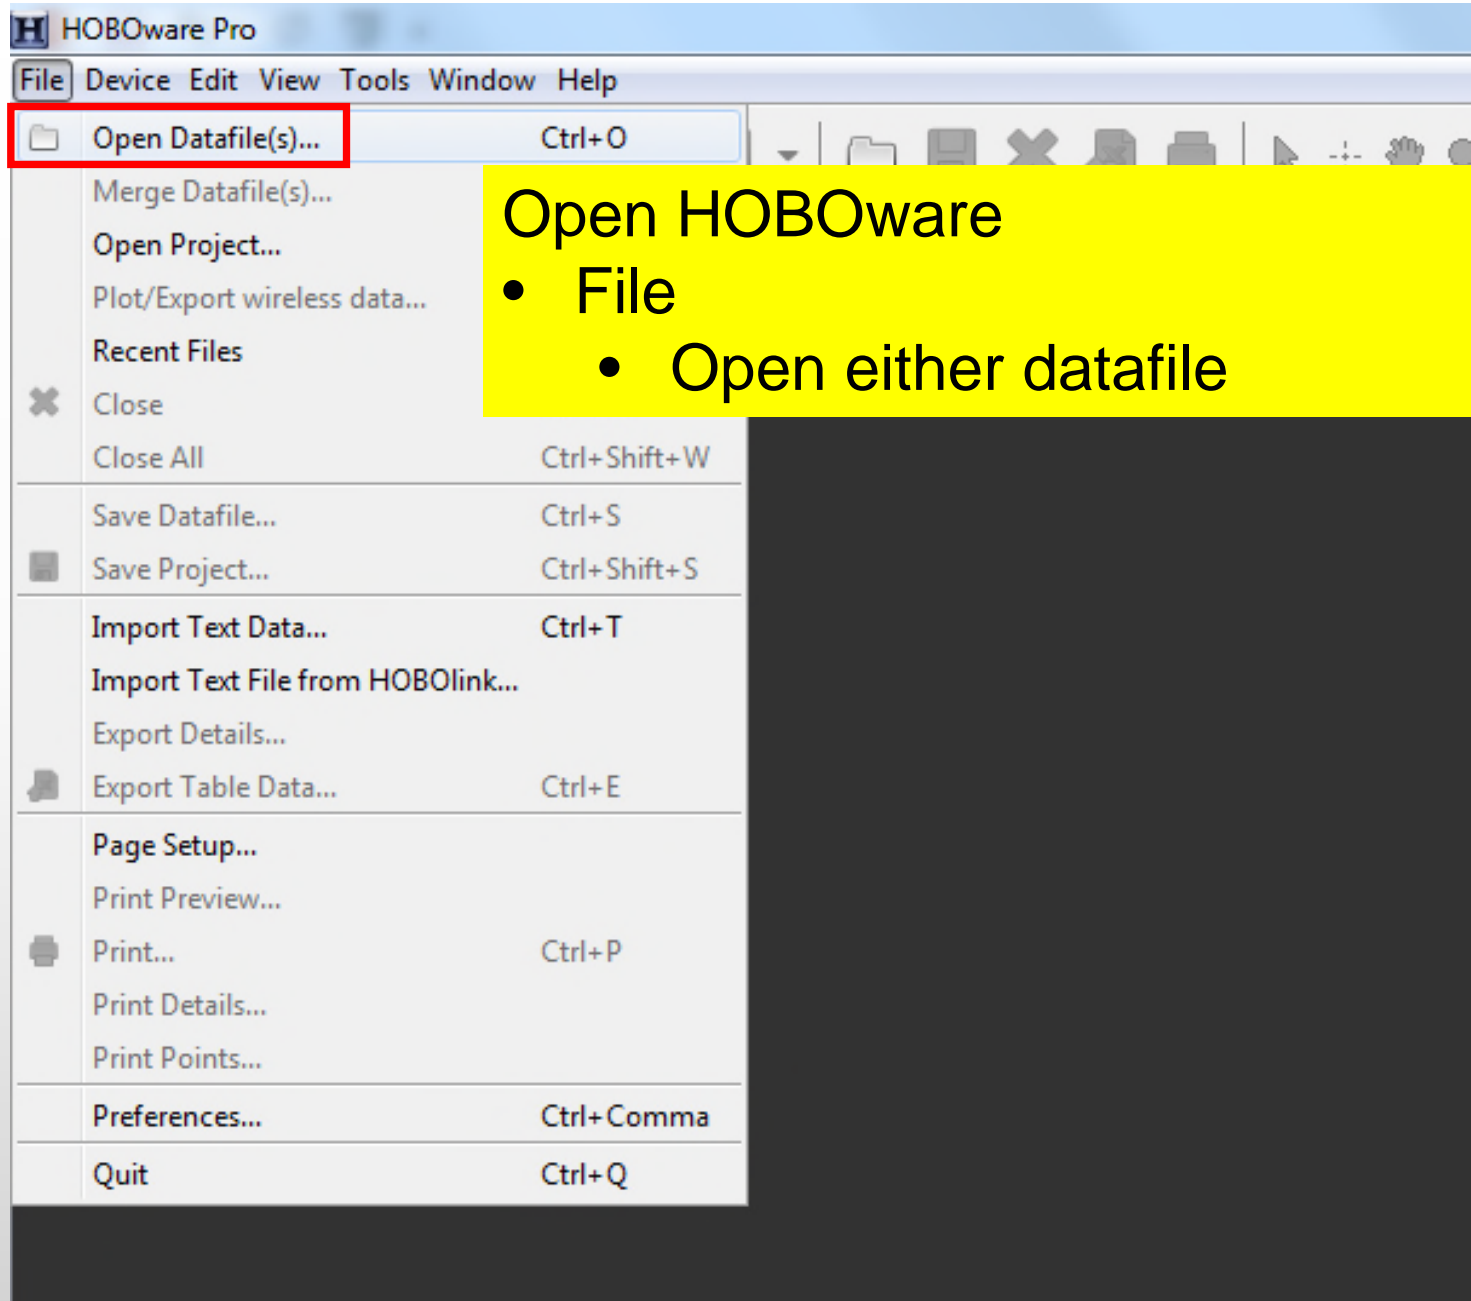 HOBOware Pro
File Device Edit View Tools Window Help
Open Datafile(s)... Ctrl+O
Merge Datafile(s)...
Open Project...
Plot/Export wireless data...
Recent Files
Close
Close All Ctrl+Shift+W
Save Datafile... Ctrl+S
Save Project... Ctrl+Shift+S
Import Text Data... Ctrl+T
Import Text File from HOBOlink...
Export Details...
Export Table Data... Ctrl+E
Page Setup...
Print Preview...
Print... Ctrl+P
Print Details...
Print Points...
Preferences... Ctrl+Comma
Quit Ctrl+Q
Open HOBOware
• File
• Open either datafile